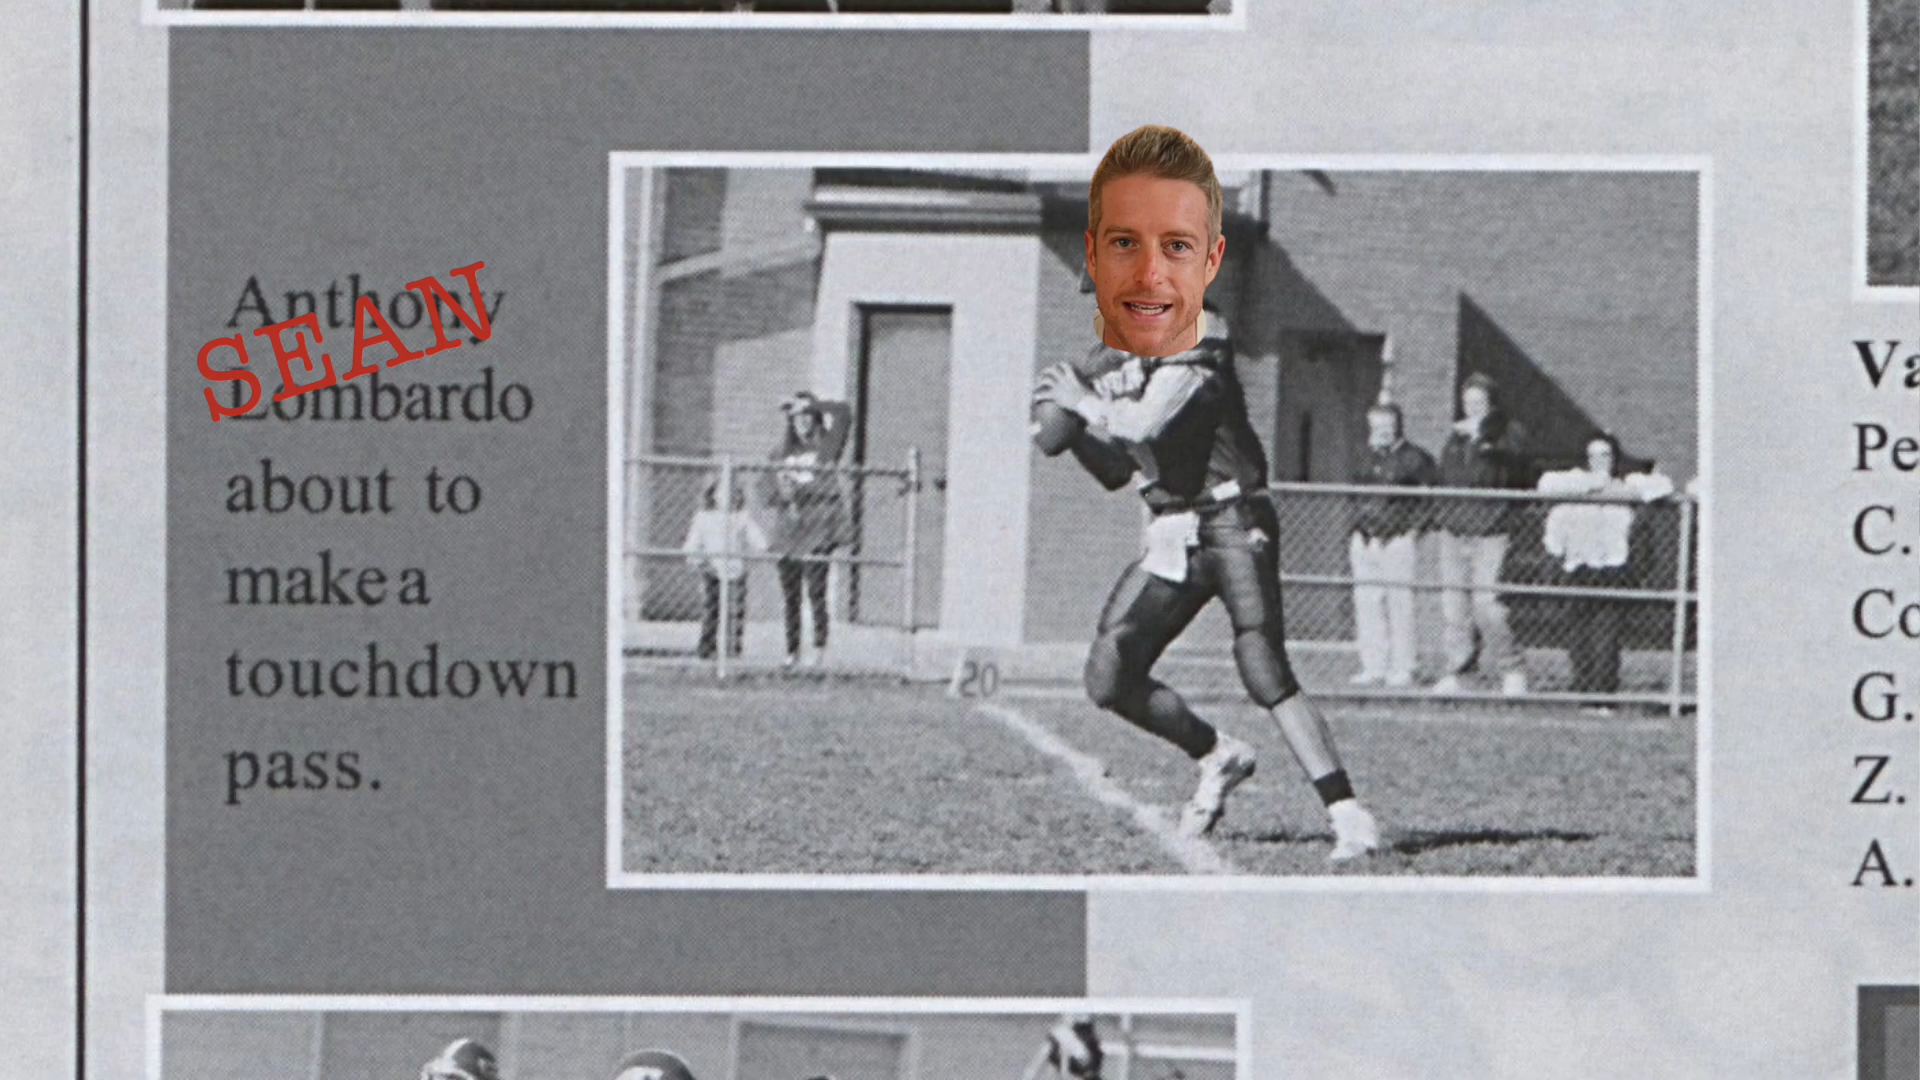 Anthony
SEAN
Lombardo
about to
make a
touchdown
pass.
20
Va
Pe
C.
Co
G.
Z.
A.